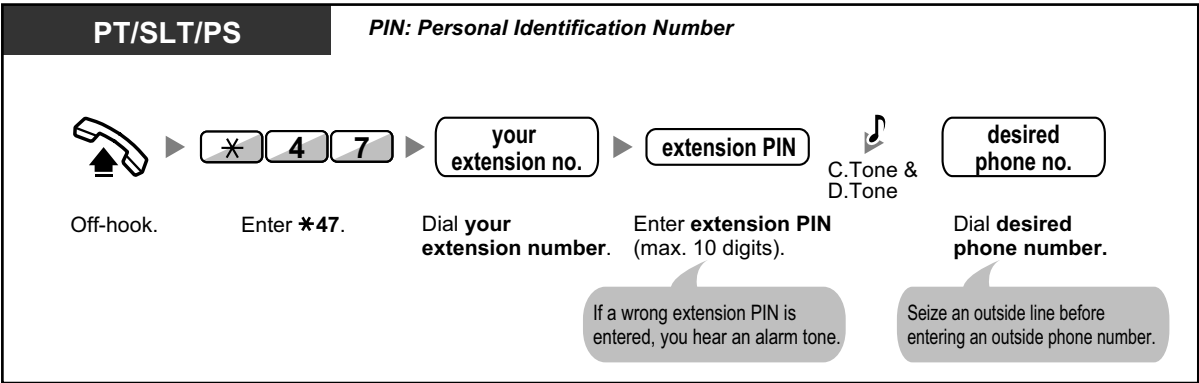 PT/SLT/PS
PIN: Personal Identification Number
✳ 4 7
your
extension no.
extension PIN
C.Tone &
D.Tone
desired
phone no.
Off-hook.
Enter ✳47.
Dial your
extension number.
Enter extension PIN
(max. 10 digits).
Dial desired
phone number.
If a wrong extension PIN is
entered, you hear an alarm tone.
Seize an outside line before
entering an outside phone number.